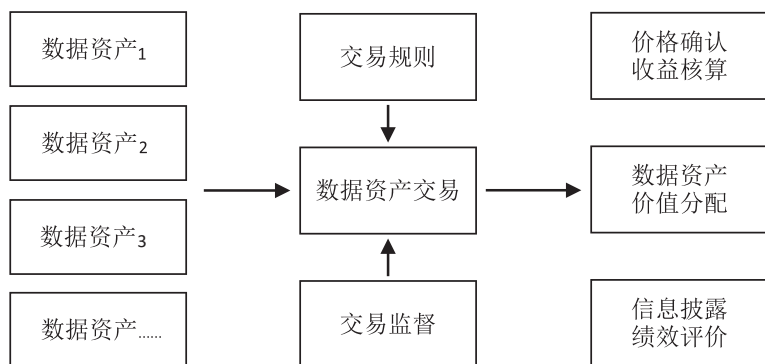 数据资产1
数据资产2
数据资产3
数据资产......
交易规则
数据资产交易
交易监督
价格确认
收益核算
数据资产
价值分配
信息披露
绩效评价